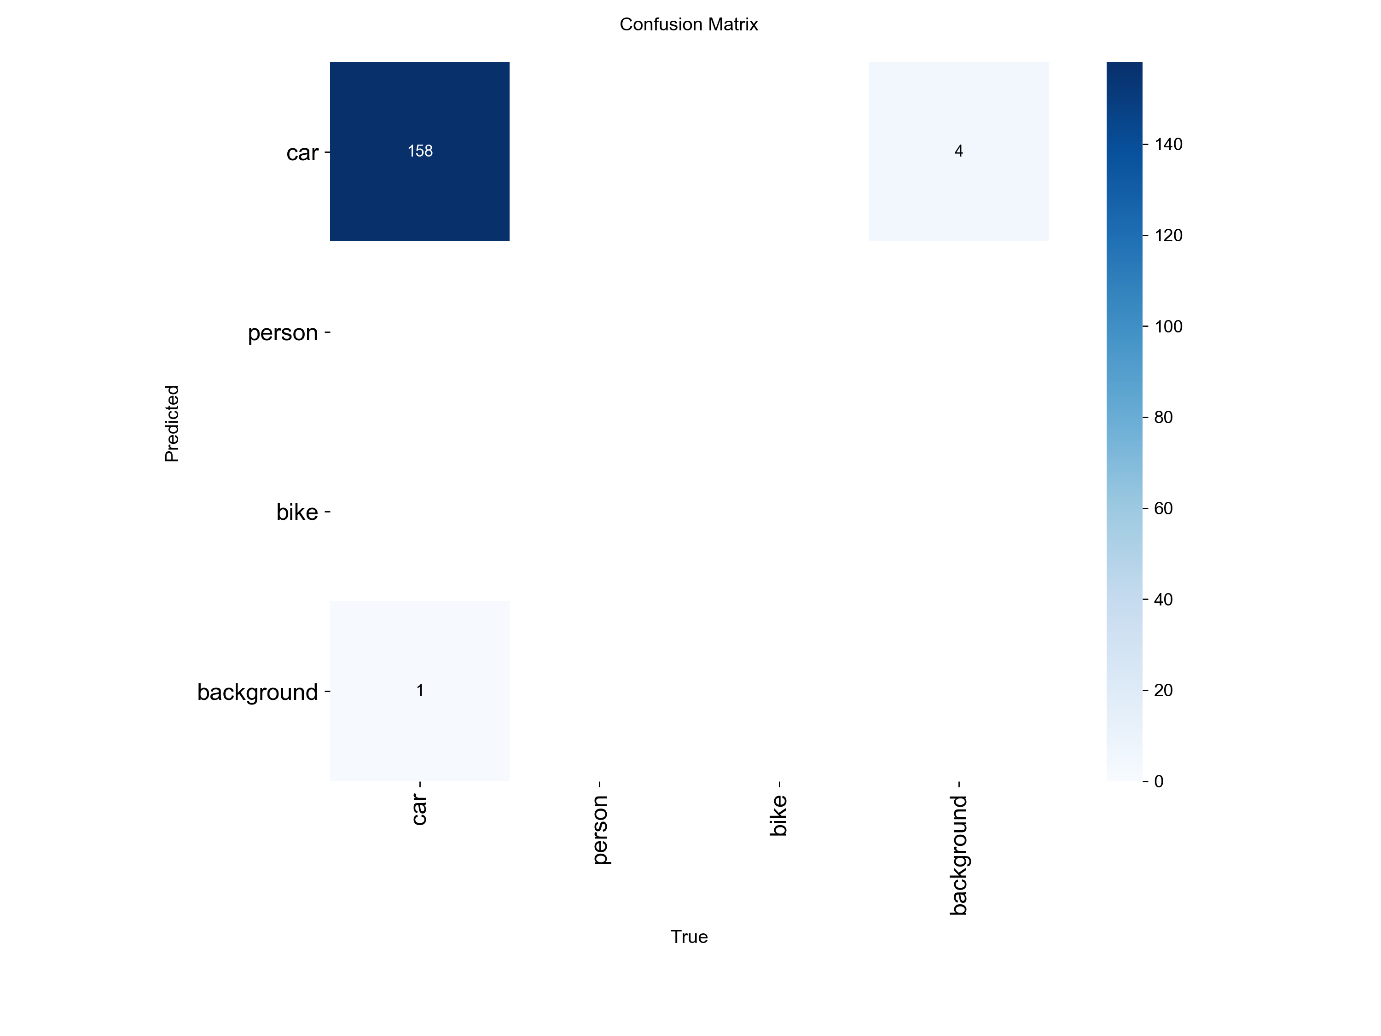 Confusion Matrix
car
158
4
person
Predicted
bike
background
1
car
person
bike
background
True
140
120
100
80
60
40
20
0